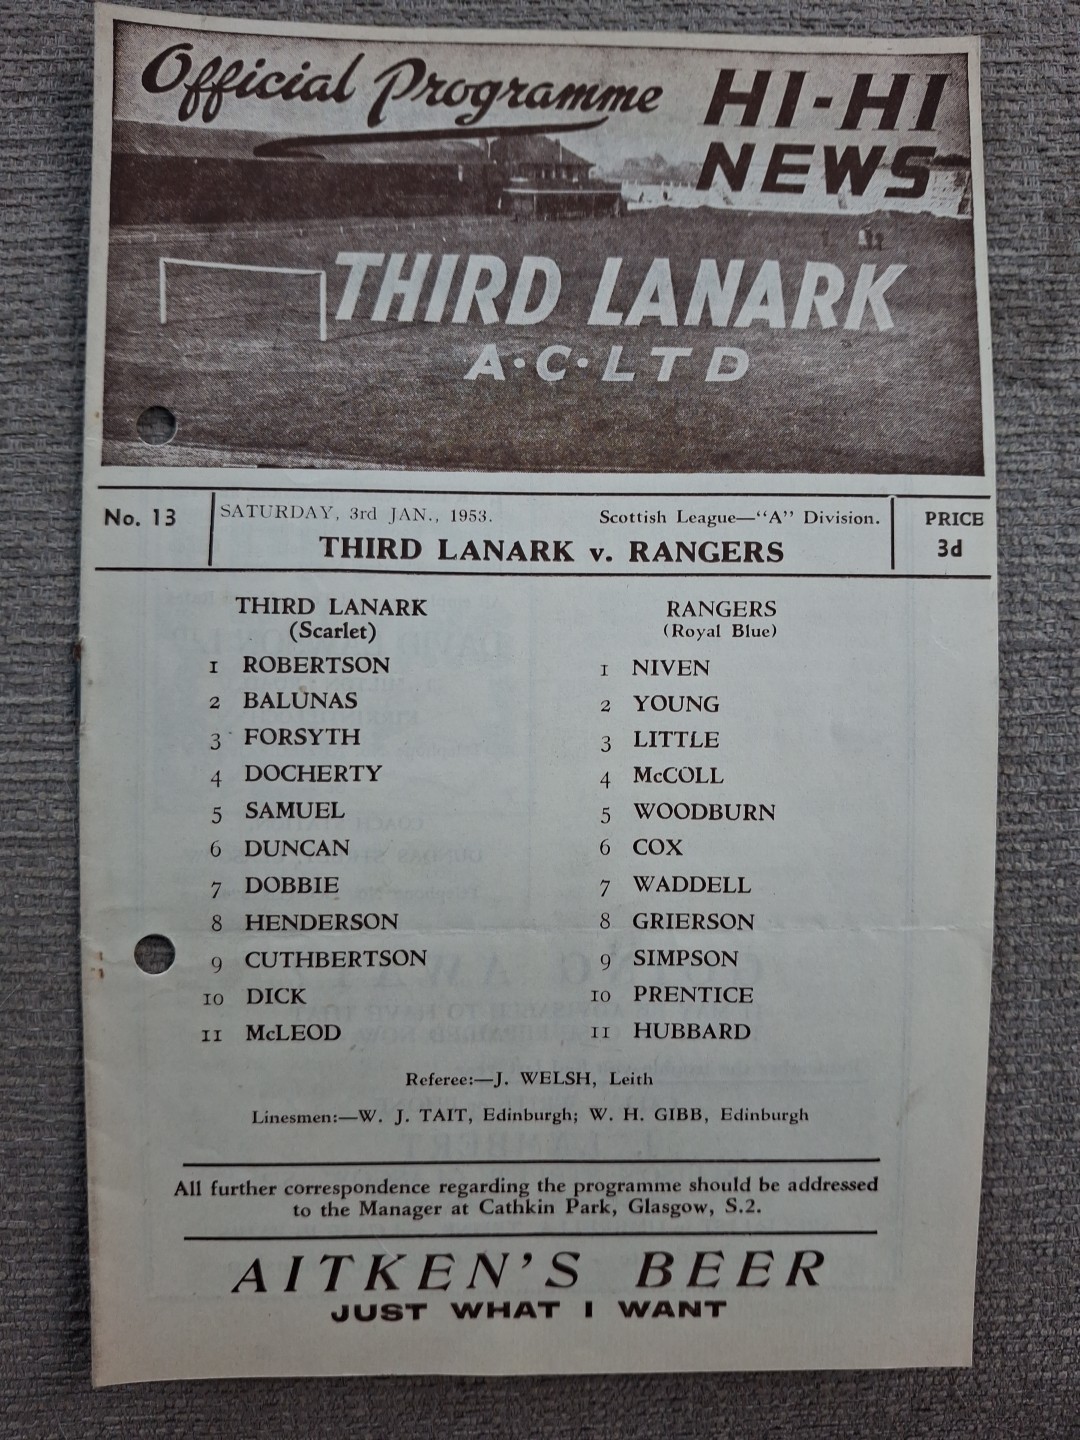 Official Programme
HI-HI
NEWS
THIRD LANARK
A·C·LTD
No. 13
SATURDAY, 3rd JAN., 1953.
Scottish League—"A" Division.
THIRD LANARK v. RANGERS
PRICE
3d
THIRD LANARK
(Scarlet)
1 ROBERTSON
2 BALUNAS
3 FORSYTH
4 DOCHERTY
5 SAMUEL
6 DUNCAN
7 DOBBIE
8 HENDERSON
9 CUTHBERTSON
10 DICK
11 McLEOD
RANGERS
(Royal Blue)
1 NIVEN
2 YOUNG
3 LITTLE
4 McCOLL
5 WOODBURN
6 COX
7 WADDELL
8 GRIERSON
9 SIMPSON
10 PRENTICE
11 HUBBARD
Referee:—J. WELSH, Leith
Linesmen:—W. J. TAIT, Edinburgh; W. H. GIBB, Edinburgh
All further correspondence regarding the programme should be addressed
to the Manager at Cathkin Park, Glasgow, S.2.
AITKEN'S BEER
JUST WHAT I WANT